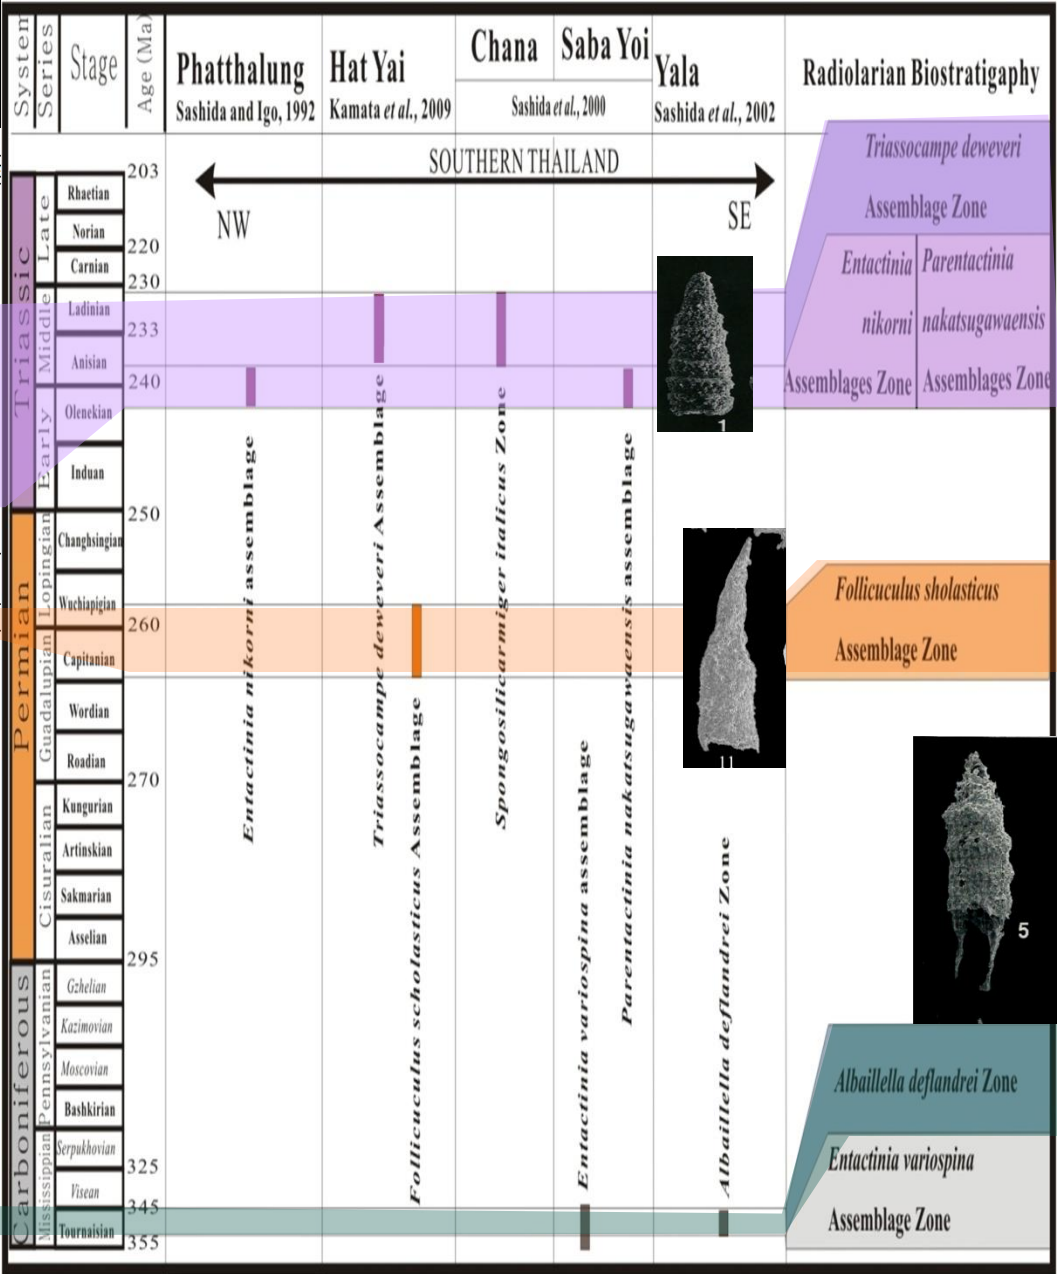 System
Series
Stage
Age (Ma)
Phatthalung
Sashida and Igo, 1992
Hat Yai
Kamata et al., 2009
Chana
Saba Yoi
Sashida et al., 2000
Yala
Sashida et al., 2002
Radiolarian Biostratigaphy
SOUTHERN THAILAND
NW
SE
Triassic
Late
Middle
Early
Rhaetian
Norian
Carnian
Ladinian
Anisian
Olenekian
Induan
203
220
230
233
240
250
Permian
Lopingian
Guadalupian
Cisuralian
Changhsingian
Wuchiapigian
Capitanian
Wordian
Roadian
Kungurian
Artinskian
Sakmarian
Asselian
260
270
295
Carboniferous
Pennsylvanian
Mississippian
Gzhelian
Kazimovian
Moscovian
Bashkirian
Serpukhovian
Visean
Tournaisian
325
345
355
Entactinia nikorni assemblage
Triassocampe deweveri Assemblage
Follicuculus scholasticus Assemblage
Spongosilicarmiger italicus Zone
Entactinia variospina assemblage
Parentactinia nakatsugawaensis assemblage
Albaillella deflandrei Zone
1
11
5
Triassocampe deweveri
Assemblage Zone
Entactinia
nikorni
Assemblages Zone
Parentactinia
nakatsugawaensis
Assemblages Zone
Follicuculus sholasticus
Assemblage Zone
Albaillella deflandrei Zone
Entactinia variospina
Assemblage Zone